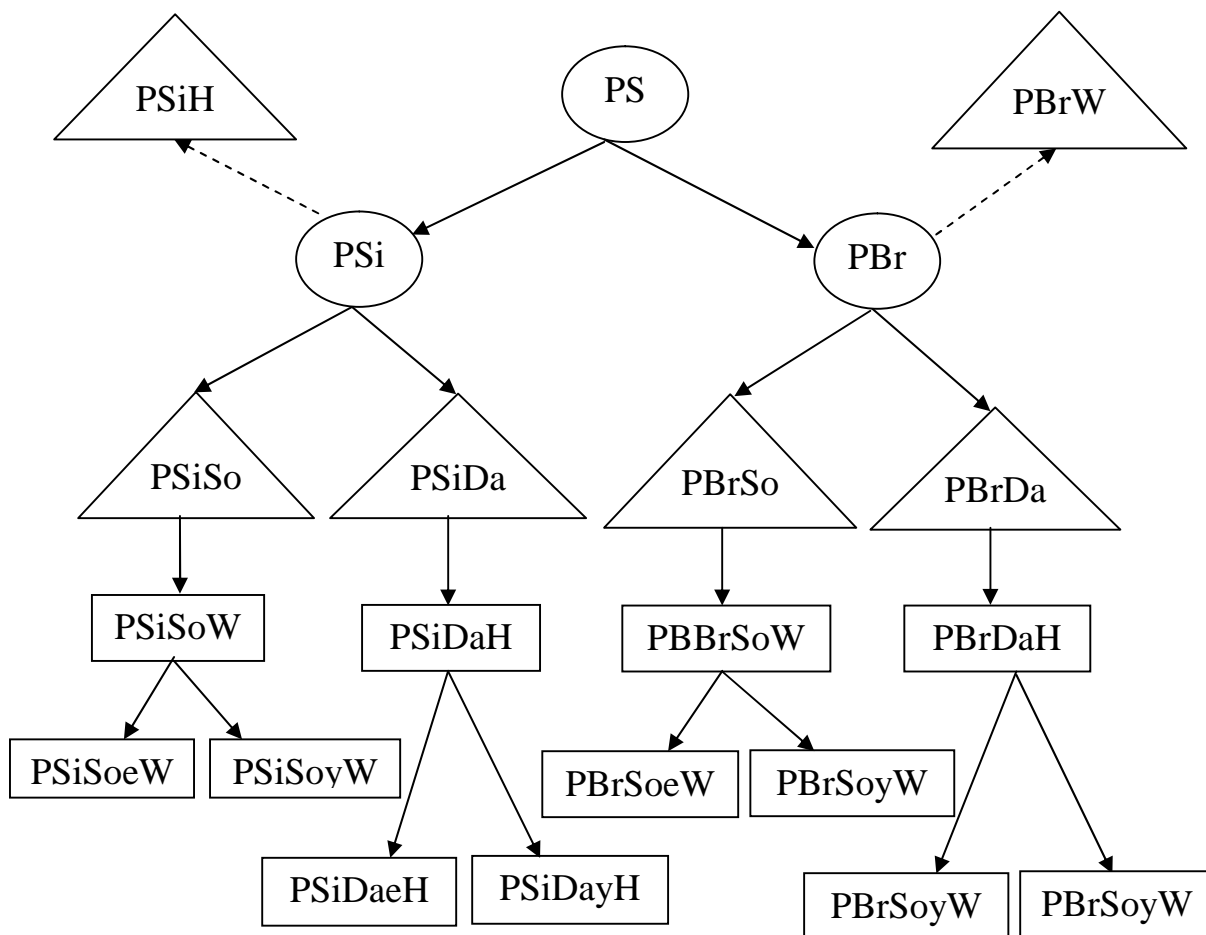 PSiH
PS
PBrW
PSi
PBr
PSiSo
PSiDa
PBrSo
PBrDa
PSiSoW
PSiDaH
PBBrSoW
PBrDaH
PSiSoeW
PSiSoyW
PBrSoeW
PBrSoyW
PSiDaeH
PSiDayH
PBrSoyW
PBrSoyW